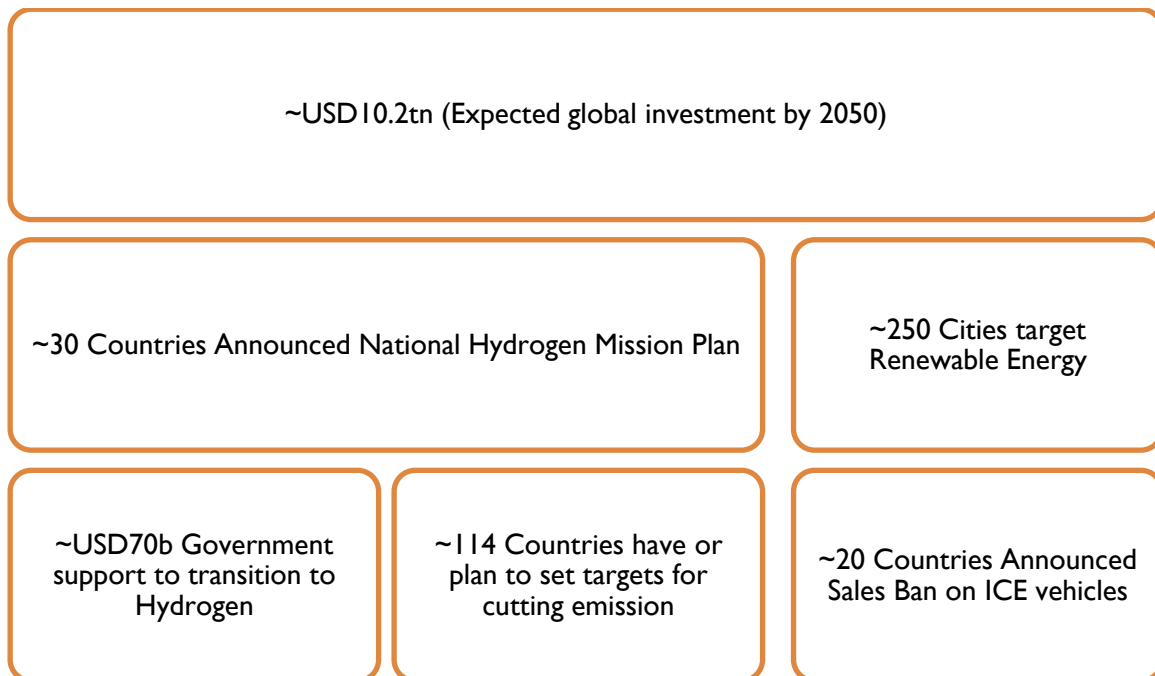 ~USD10.2tn (Expected global investment by 2050)
~30 Countries Announced National Hydrogen Mission Plan
~250 Cities target
Renewable Energy
~USD70b Government
support to transition to
Hydrogen
~114 Countries have or
plan to set targets for
cutting emission
~20 Countries Announced
Sales Ban on ICE vehicles